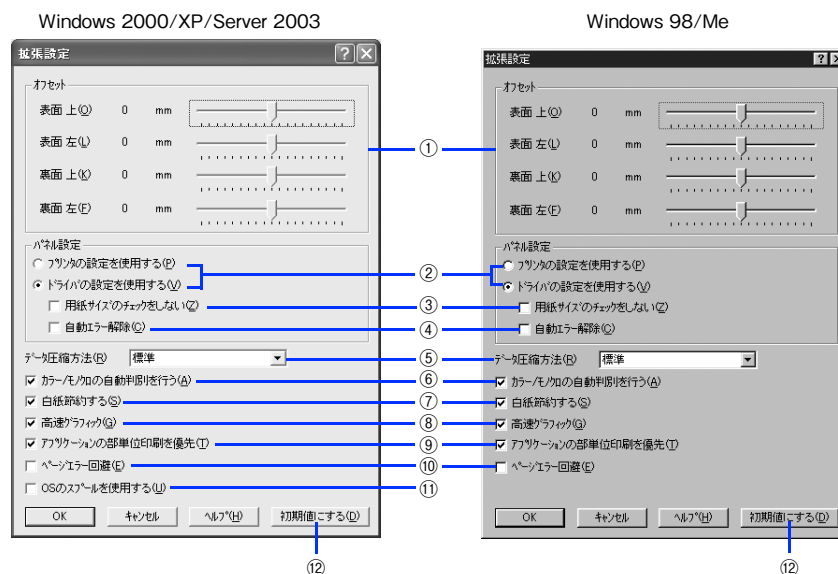 Windows 2000/XP/Server 2003
拡張設定
オフセット
表面 上(O) 0 mm
表面 左(L) 0 mm
裏面 上(K) 0 mm
裏面 左(F) 0 mm
パネル設定
プリンタの設定を使用する(P)
ドライバの設定を使用する(V)
用紙サイズのチェックをしない(Z)
自動エラー解除(C)
データ圧縮方法(R) 標準
カラー/モノクロの自動判別を行う(A)
白紙節約する(S)
高速グラフィック(G)
アプリケーションの部単位印刷を優先(T)
ページエラー回避(E)
OSのスプールを使用する(U)
OK キャンセル ヘルプ(H) 初期値にする(D)
⑫
①
②
③
④
⑤
⑥
⑦
⑧
⑨
⑩
⑪
Windows 98/Me
拡張設定
オフセット
表面 上(O) 0 mm
表面 左(L) 0 mm
裏面 上(K) 0 mm
裏面 左(F) 0 mm
パネル設定
プリンタの設定を使用する(P)
ドライバの設定を使用する(V)
用紙サイズのチェックをしない(Z)
自動エラー解除(C)
データ圧縮方法(R) 標準
カラー/モノクロの自動判別を行う(A)
白紙節約する(S)
高速グラフィック(G)
アプリケーションの部単位印刷を優先(T)
ページエラー回避(E)
OK キャンセル ヘルプ(H) 初期値にする(D)
⑫